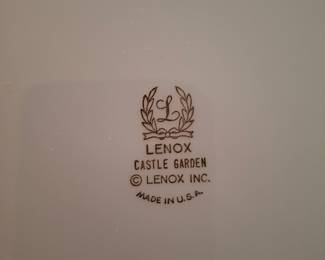 L
LENOX
CASTLE GARDEN
© LENOX INC.
MADE IN U.S.A.